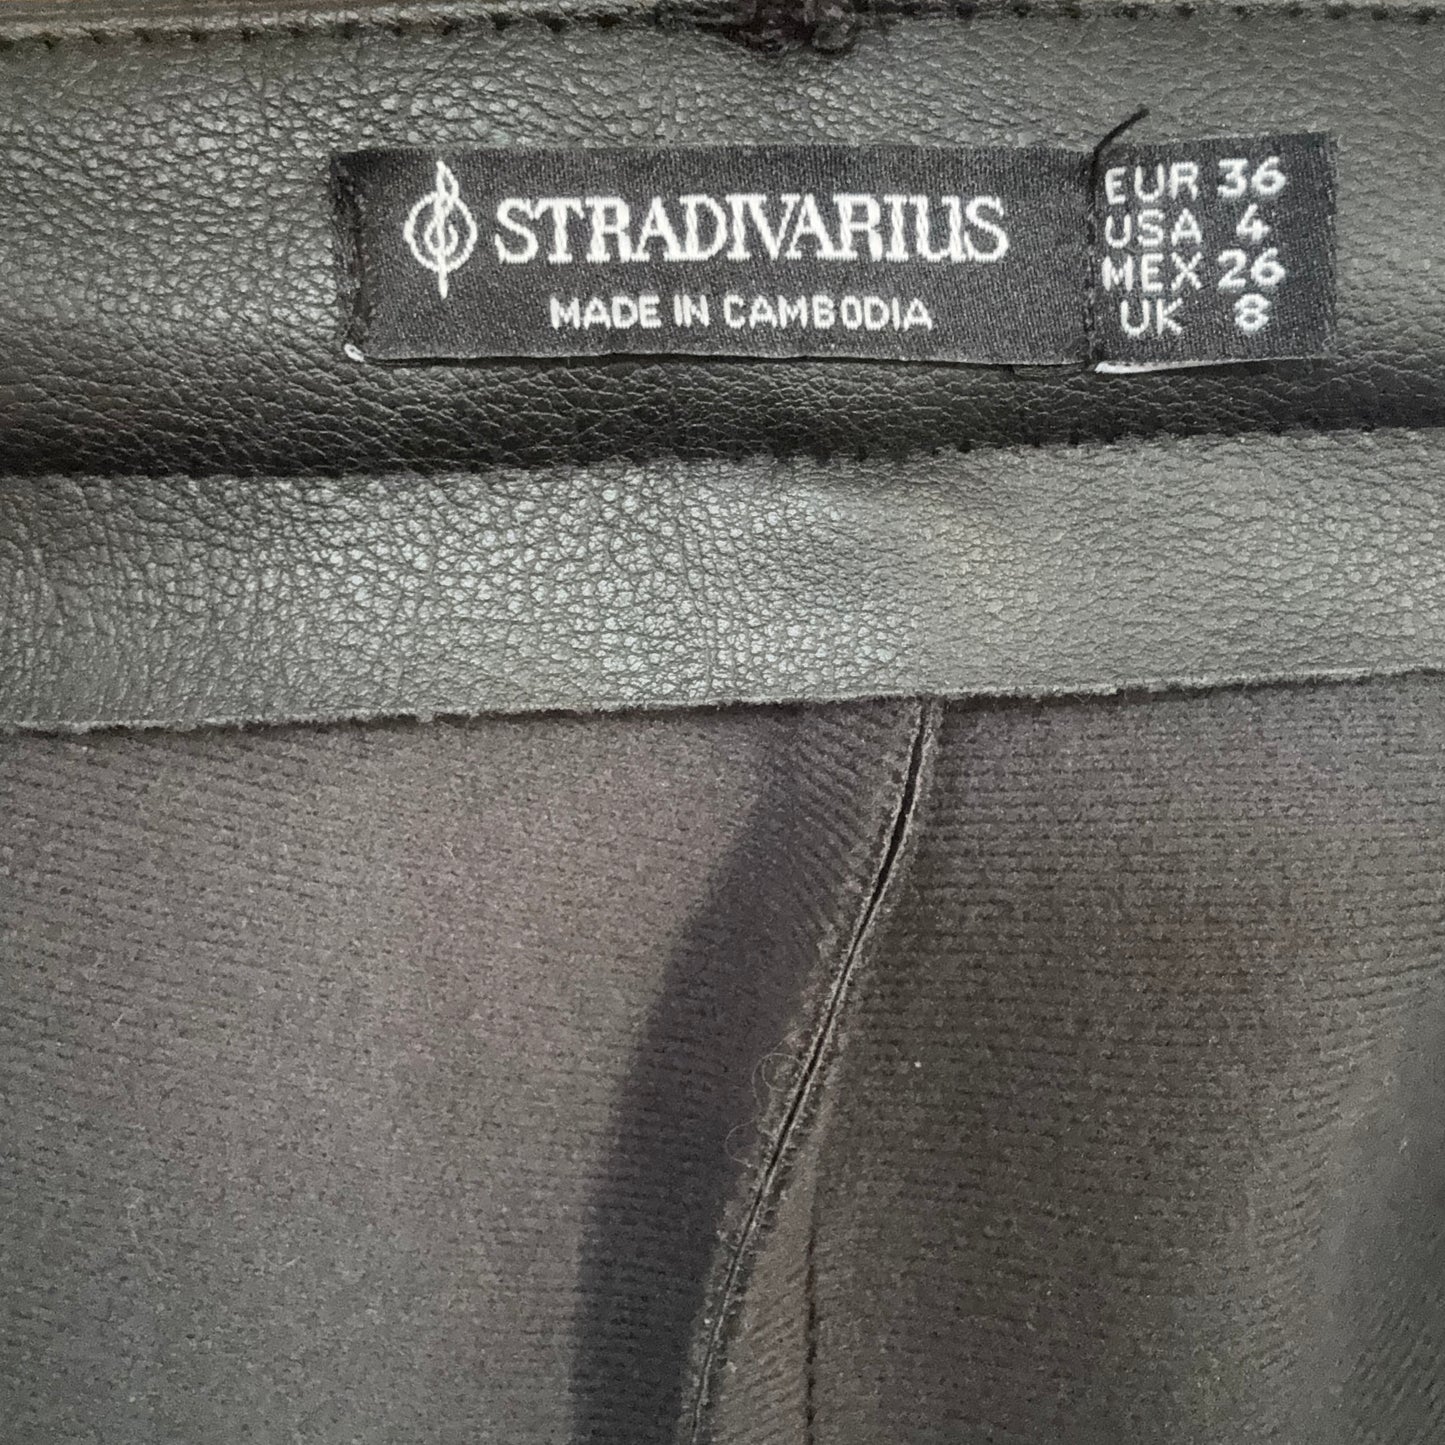 STRADIVARIUS
MADE IN CAMBODIA
EUR 36
USA 4
MEX 26
UK 8